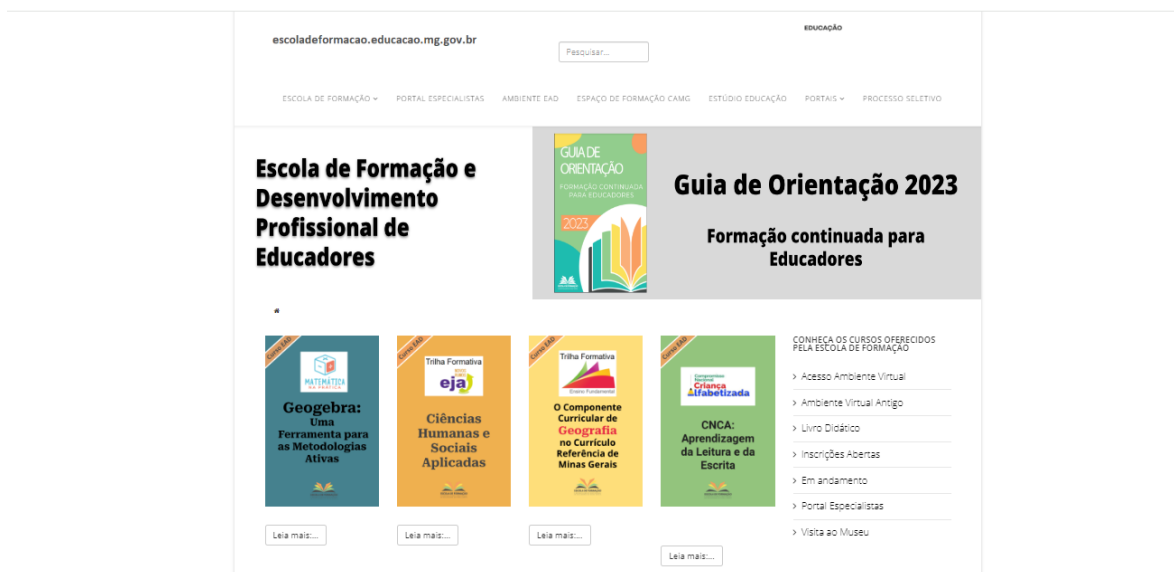 EDUCAÇÃO
escoladeformacao.educacao.mg.gov.br
Pesquisar...
ESCOLA DE FORMAÇÃO
PORTAL ESPECIALISTAS
AMBIENTE EAD
ESPAÇO DE FORMAÇÃO CAMG
ESTÚDIO EDUCAÇÃO
PORTAIS
PROCESSO SELETIVO
Escola de Formação e
Desenvolvimento
Profissional de
Educadores
GUIA DE
ORIENTAÇÃO
FORMAÇÃO CONTINUADA
PARA EDUCADORES
2023
Guia de Orientação 2023
Formação continuada para
Educadores
Curso EAD
MATEMÁTICA
NA PRÁTICA
Geogebra:
Uma
Ferramenta para
as Metodologias
Ativas
Leia mais:...
Curso EAD
Trilha Formativa
eja
Ciências
Humanas e
Sociais
Aplicadas
Leia mais:...
Curso EAD
Trilha Formativa
Ensino Fundamental
O Componente
Curricular de
Geografia
no Currículo
Referência de
Minas Gerais
Leia mais:...
Curso EAD
Compromisso
Nacional
Criança
Alfabetizada
CNCA:
Aprendizagem
da Leitura e da
Escrita
Leia mais:...
CONHEÇA OS CURSOS OFERECIDOS
PELA ESCOLA DE FORMAÇÃO
> Acesso Ambiente Virtual
> Ambiente Virtual Antigo
> Livro Didático
> Inscrições Abertas
> Em andamento
> Portal Especialistas
> Visita ao Museu